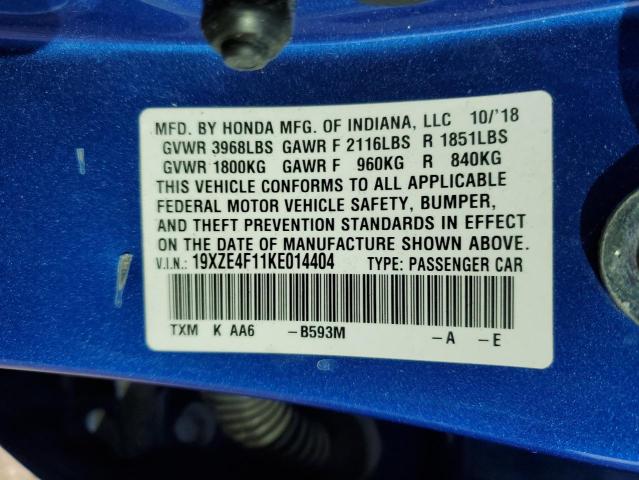 MFD. BY HONDA MFG. OF INDIANA, LLC 10/'18
GVWR 3968LBS GAWR F 2116LBS R 1851LBS
GVWR 1800KG GAWR F 960KG R 840KG
THIS VEHICLE CONFORMS TO ALL APPLICABLE
FEDERAL MOTOR VEHICLE SAFETY, BUMPER,
AND THEFT PREVENTION STANDARDS IN EFFECT
ON THE DATE OF MANUFACTURE SHOWN ABOVE.
V.I.N.: 19XZE4F11KE014404 TYPE: PASSENGER CAR
TXM K AA6 -B593M -A -E